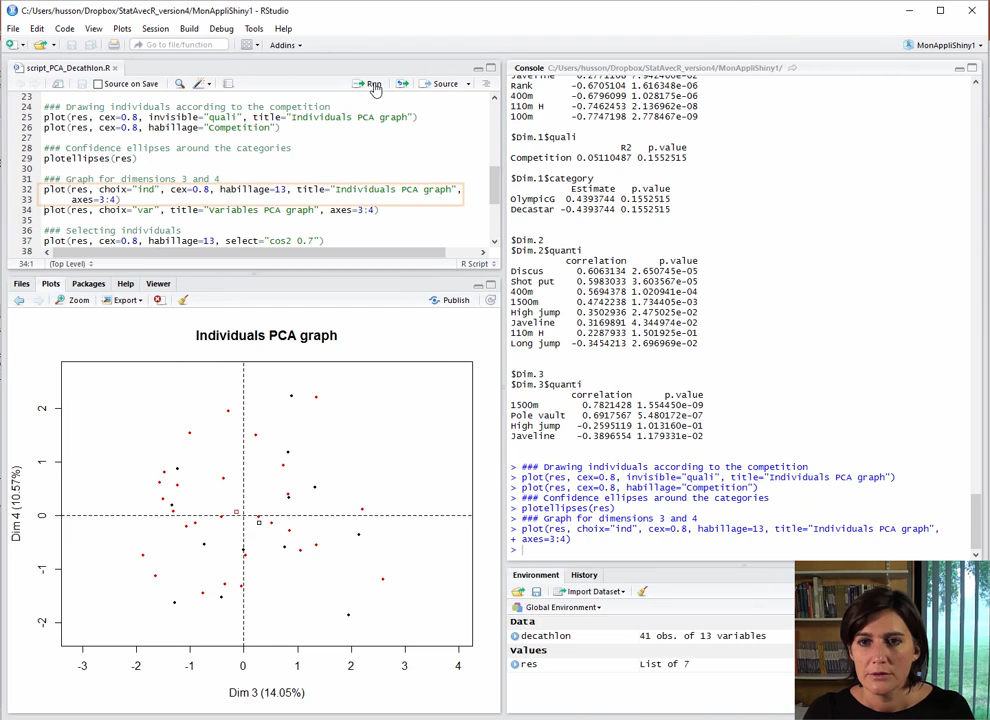 C:/Users/husson/Dropbox/StatAvecR_version4/MonAppliShiny1 - RStudio
File Edit Code View Plots Session Build Debug Tools Help
Go to file/function Addins MonAppliShiny1
script_PCA_Decathlon.R
Source on Save Run Source
23
24 ### Drawing individuals according to the competition
25 plot(res, cex=0.8, invisible="quali", title="Individuals PCA graph")
26 plot(res, cex=0.8, habillage="Competition")
27
28 ### Confidence ellipses around the categories
29 plotellipses(res)
30
31 ### Graph for dimensions 3 and 4
32 plot(res, choix="ind", cex=0.8, habillage=13, title="Individuals PCA graph",
33 axes=3:4)
34 plot(res, choix="var", title="Variables PCA graph", axes=3:4)
35
36 ### Selecting individuals
37 plot(res, cex=0.8, habillage=13, select="cos2 0.7")
38
34:1 (Top Level) R Script
Files Plots Packages Help Viewer
Zoom Export Publish
Individuals PCA graph
Dim 4 (10.57%)
2
1
0
-1
-2
-3 -2 -1 0 1 2 3 4
Dim 3 (14.05%)
Console C:/Users/husson/Dropbox/StatAvecR_version4/MonAppliShiny1/
Rank -0.6705104 1.616348e-06
400m -0.6796099 1.028175e-06
110m H -0.7462453 2.136968e-08
100m -0.7747198 2.778467e-09
$Dim.1$quali
R2 p.value
Competition 0.05110487 0.1552515
$Dim.1$category
Estimate p.value
OlympicG 0.4393744 0.1552515
Decastar -0.4393744 0.1552515
$Dim.2
$Dim.2$quanti
correlation p.value
Discus 0.6063134 2.650745e-05
Shot put 0.5983033 3.603567e-05
400m 0.5694378 1.020941e-04
1500m 0.4742238 1.734405e-03
High jump 0.3502936 2.475025e-02
Javeline 0.3169891 4.344974e-02
110m H 0.2287933 1.501925e-01
Long jump -0.3454213 2.696969e-02
$Dim.3
$Dim.3$quanti
correlation p.value
1500m 0.7821428 1.554450e-09
Pole vault 0.6917567 5.480172e-07
High jump -0.2595119 1.013160e-01
Javeline -0.3896554 1.179331e-02
> ### Drawing individuals according to the competition
> plot(res, cex=0.8, invisible="quali", title="Individuals PCA graph")
> plot(res, cex=0.8, habillage="Competition")
> ### Confidence ellipses around the categories
> plotellipses(res)
> ### Graph for dimensions 3 and 4
> plot(res, choix="ind", cex=0.8, habillage=13, title="Individuals PCA graph",
+ axes=3:4)
>
Environment History
Import Dataset
Global Environment
Data
decathlon 41 obs. of 13 variables
Values
res List of 7